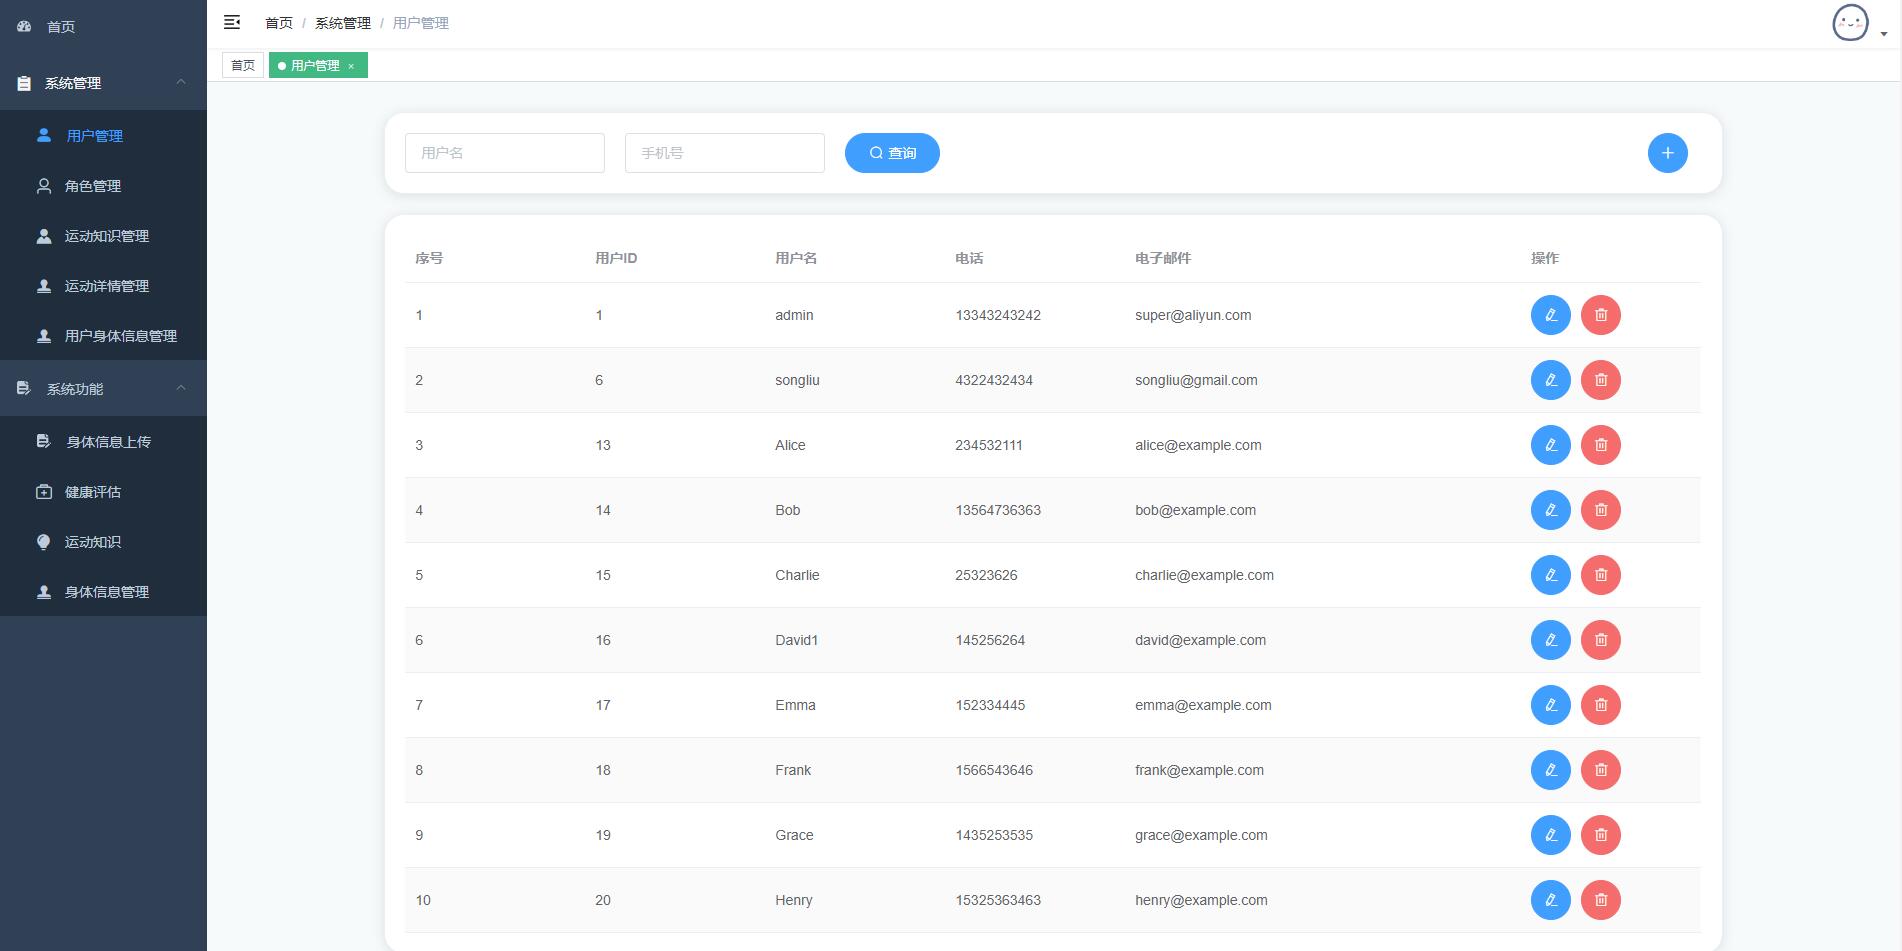 首页
系统管理
用户管理
角色管理
运动知识管理
运动详情管理
用户身体信息管理
系统功能
身体信息上传
健康评估
运动知识
身体信息管理
首页 / 系统管理 / 用户管理
首页 用户管理 ×
用户名 手机号 查询
序号 用户ID 用户名 电话 电子邮件 操作
1 1 admin 13343243242 super@aliyun.com
2 6 songliu 4322432434 songliu@gmail.com
3 13 Alice 234532111 alice@example.com
4 14 Bob 13564736363 bob@example.com
5 15 Charlie 25323626 charlie@example.com
6 16 David1 145256264 david@example.com
7 17 Emma 152334445 emma@example.com
8 18 Frank 1566543646 frank@example.com
9 19 Grace 1435253535 grace@example.com
10 20 Henry 15325363463 henry@example.com